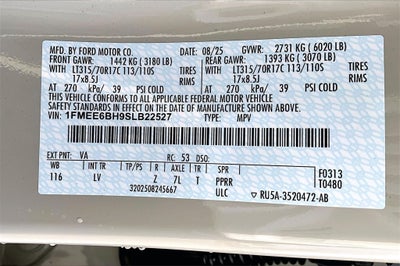 MFD. BY FORD MOTOR CO. 08/25 GVWR: 2731 KG ( 6020 LB)
FRONT GAWR: 1442 KG ( 3180 LB) REAR GAWR: 1393 KG ( 3070 LB)
LT315/70R17C 113/110S TIRES LT315/70R17C 113/110S TIRES
17x8.5J RIMS 17x8.5J RIMS
AT 270 kPa/ 39 PSI COLD AT 270 kPa/ 39 PSI COLD
THIS VEHICLE CONFORMS TO ALL APPLICABLE FEDERAL MOTOR
VEHICLE SAFETY STANDARDS IN EFFECT ON THE DATE OF
MANUFACTURE SHOWN ABOVE.
VIN: 1FMEE6BH9SLB22527 TYPE: MPV
EXT PNT: VA RC: 53 DSO: F0313
WB INT TR TP/PS R AXLE TR SPR T0480
116 LV Z 7L T PPRR
3202508245667 ULC RU5A-3520472-AB